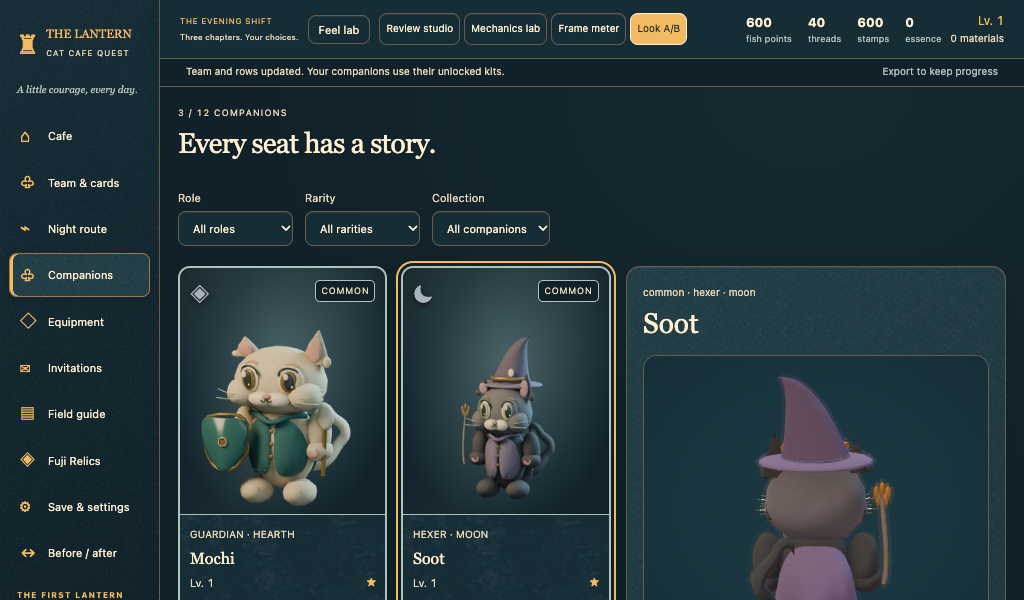 THE LANTERN
CAT CAFE QUEST
A little courage, every day.
Cafe
Team & cards
Night route
Companions
Equipment
Invitations
Field guide
Fuji Relics
Save & settings
Before / after
THE FIRST LANTERN
THE EVENING SHIFT
Three chapters. Your choices.
Feel lab
Review studio
Mechanics lab
Frame meter
Look A/B
600
fish points
40
threads
600
stamps
0
essence
Lv. 1
0 materials
Team and rows updated. Your companions use their unlocked kits.
Export to keep progress
3 / 12 COMPANIONS
Every seat has a story.
Role
All roles
Rarity
All rarities
Collection
All companions
COMMON
GUARDIAN · HEARTH
Mochi
Lv. 1
COMMON
HEXER · MOON
Soot
Lv. 1
common · hexer · moon
Soot